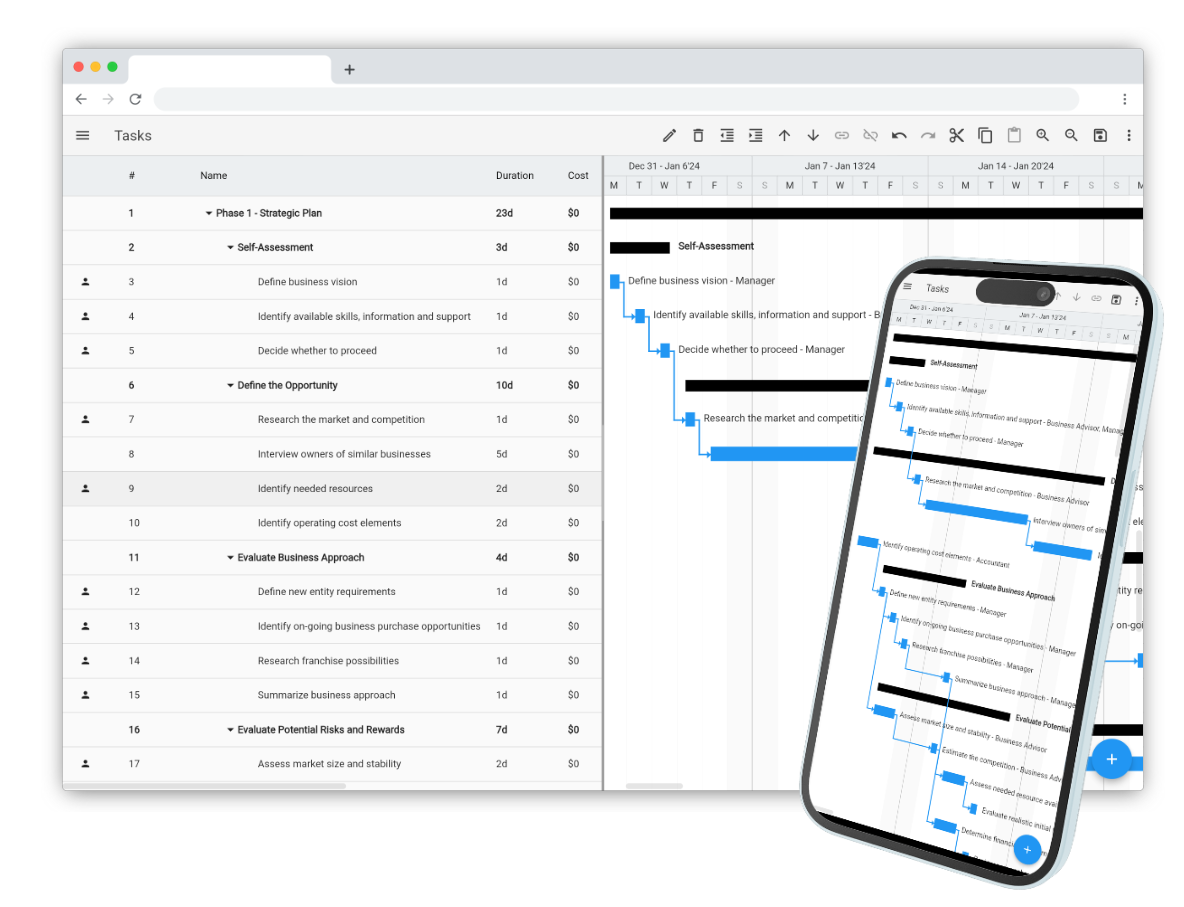 Tasks
Dec 31 - Jan 6'24 Jan 7 - Jan 13'24 Jan 14 - Jan 20'24
# Name Duration Cost
M T W T F S S M T W T F S S M T W T F S S M
1 Phase 1 - Strategic Plan 23d $0
2 Self-Assessment 3d $0 Self-Assessment
3 Define business vision 1d $0 Define business vision - Manager
4 Identify available skills, information and support 1d $0 Identify available skills, information and support - B
5 Decide whether to proceed 1d $0 Decide whether to proceed - Manager
6 Define the Opportunity 10d $0
7 Research the market and competition 1d $0 Research the market and competitic
8 Interview owners of similar businesses 5d $0
9 Identify needed resources 2d $0
10 Identify operating cost elements 2d $0
11 Evaluate Business Approach 4d $0
12 Define new entity requirements 1d $0
13 Identify on-going business purchase opportunities 1d $0
14 Research franchise possibilities 1d $0
15 Summarize business approach 1d $0
16 Evaluate Potential Risks and Rewards 7d $0
17 Assess market size and stability 2d $0
Tasks
Dec 31 - Jan 6'24 Jan 7 - Jan 13'24
M T W T F S S M T W T F S S M
Self-Assessment
Define business vision - Manager
Identify available skills, information and support - Business Advisor, Manag
Decide whether to proceed - Manager
Research the market and competition - Business Advisor
Interview owners of sim
Identify operating cost elements - Accountant
Evaluate Business Approach
Define new entity requirements - Manager
Identify on-going business purchase opportunities - Manager
Research franchise possibilities - Manager
Summarize business approach - Manage
Evaluate Potential
Assess market size and stability - Business Advisor
Estimate the competition - Business Adv
Assess needed resource avai
Evaluate realistic initial
Determine financi